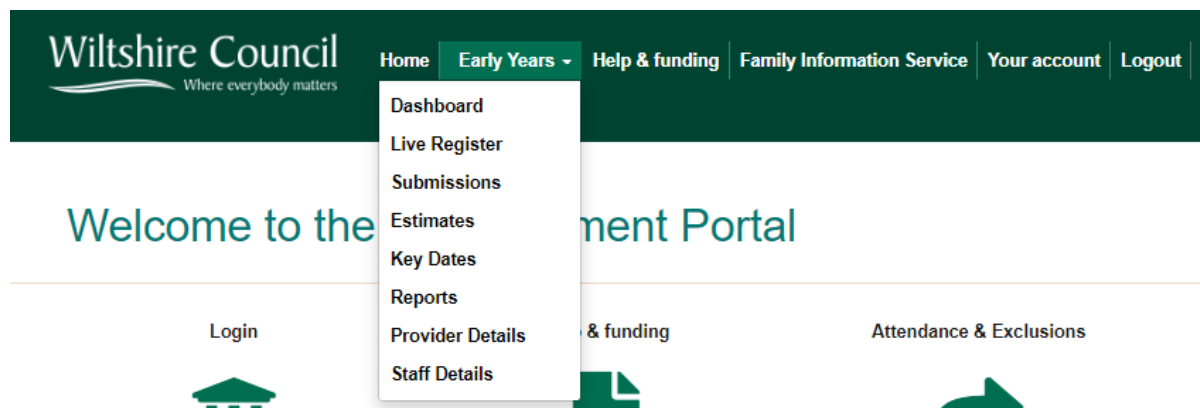 Wiltshire Council
Where everybody matters
Home Early Years Help & funding Family Information Service Your account Logout
Dashboard
Live Register
Submissions
Estimates
Key Dates
Reports
Provider Details
Staff Details
Welcome to the ment Portal
Login & funding Attendance & Exclusions